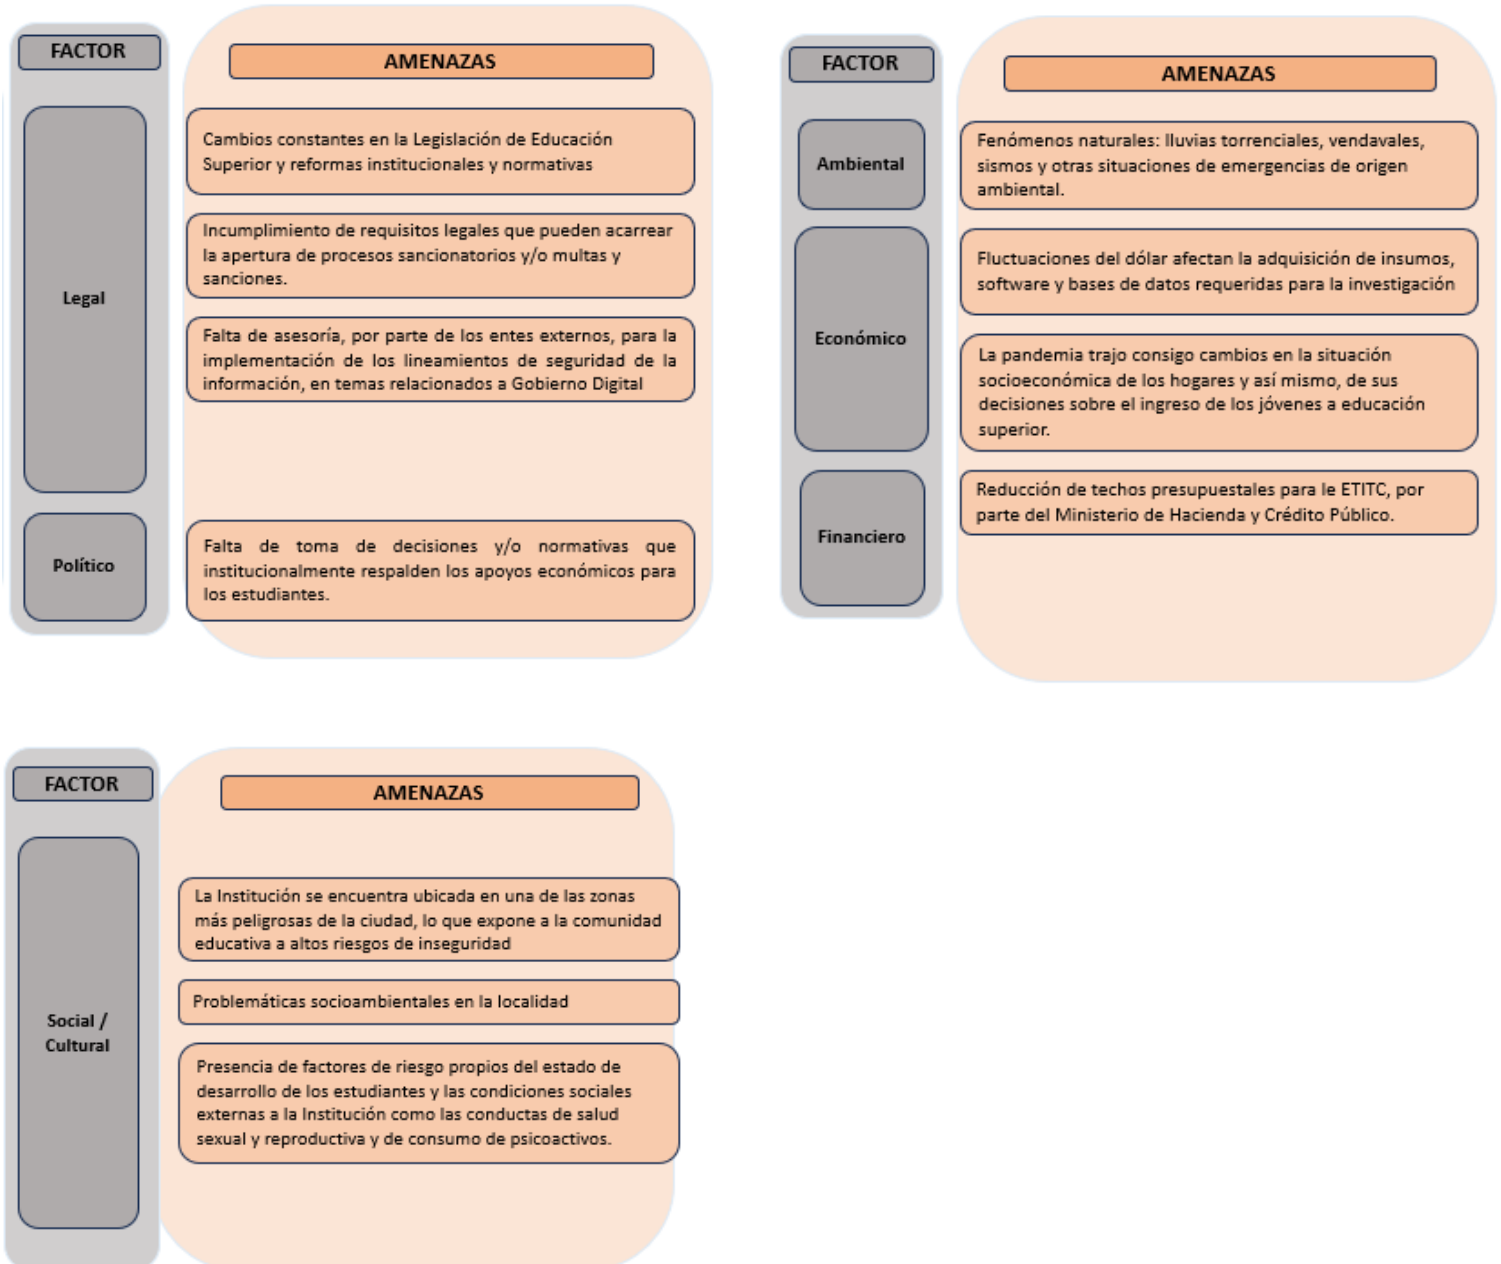 FACTOR
AMENAZAS
Legal
Cambios constantes en la Legislación de Educación
Superior y reformas institucionales y normativas
Incumplimiento de requisitos legales que pueden acarrear
la apertura de procesos sancionatorios y/o multas y
sanciones.
Falta de asesoría, por parte de los entes externos, para la
implementación de los lineamientos de seguridad de la
información, en temas relacionados a Gobierno Digital
Político
Falta de toma de decisiones y/o normativas que
institucionalmente respalden los apoyos económicos para
los estudiantes.
FACTOR
AMENAZAS
Ambiental
Fenómenos naturales: lluvias torrenciales, vendavales,
sismos y otras situaciones de emergencias de origen
ambiental.
Económico
Fluctuaciones del dólar afectan la adquisición de insumos,
software y bases de datos requeridas para la investigación
La pandemia trajo consigo cambios en la situación
socioeconómica de los hogares y así mismo, de sus
decisiones sobre el ingreso de los jóvenes a educación
superior.
Financiero
Reducción de techos presupuestales para le ETITC, por
parte del Ministerio de Hacienda y Crédito Público.
FACTOR
AMENAZAS
Social /
Cultural
La Institución se encuentra ubicada en una de las zonas
más peligrosas de la ciudad, lo que expone a la comunidad
educativa a altos riesgos de inseguridad
Problemáticas socioambientales en la localidad
Presencia de factores de riesgo propios del estado de
desarrollo de los estudiantes y las condiciones sociales
externas a la Institución como las conductas de salud
sexual y reproductiva y de consumo de psicoactivos.